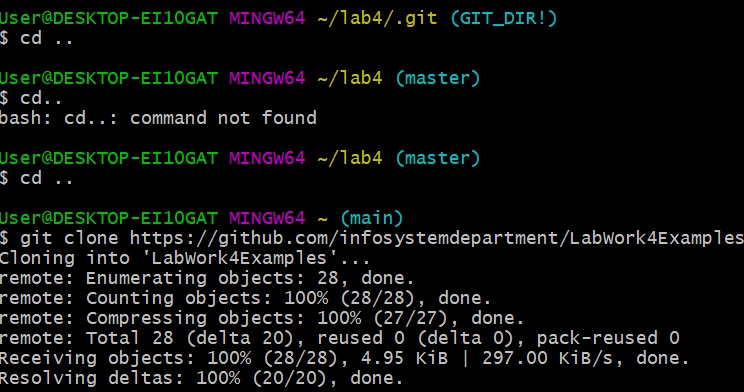 User@DESKTOP-EI10GAT MINGW64 ~/lab4/.git (GIT_DIR!)
$ cd ..
User@DESKTOP-EI10GAT MINGW64 ~/lab4 (master)
$ cd..
bash: cd..: command not found
User@DESKTOP-EI10GAT MINGW64 ~/lab4 (master)
$ cd ..
User@DESKTOP-EI10GAT MINGW64 ~ (main)
$ git clone https://github.com/infosystemdepartment/LabWork4Examples
Cloning into 'LabWork4Examples'...
remote: Enumerating objects: 28, done.
remote: Counting objects: 100% (28/28), done.
remote: Compressing objects: 100% (27/27), done.
remote: Total 28 (delta 20), reused 0 (delta 0), pack-reused 0
Receiving objects: 100% (28/28), 4.95 KiB | 297.00 KiB/s, done.
Resolving deltas: 100% (20/20), done.